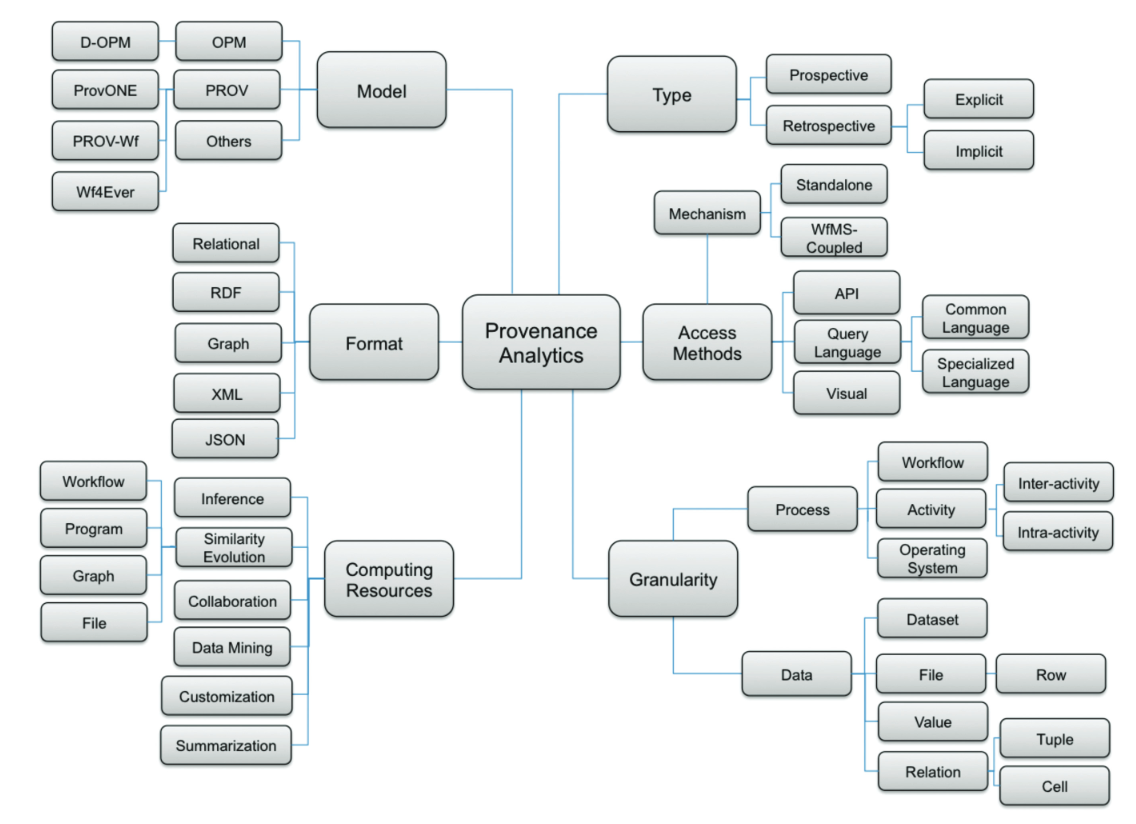 D-OPM
OPM
ProvONE
PROV
PROV-Wf
Others
Wf4Ever
Model
Type
Prospective
Retrospective
Explicit
Implicit
Mechanism
Standalone
WfMS-
Coupled
Relational
RDF
Graph
XML
JSON
Format
Provenance
Analytics
Access
Methods
API
Query
Language
Visual
Common
Language
Specialized
Language
Workflow
Program
Graph
File
Inference
Similarity
Evolution
Collaboration
Data Mining
Customization
Summarization
Computing
Resources
Granularity
Process
Workflow
Activity
Operating
System
Inter-activity
Intra-activity
Data
Dataset
File
Row
Value
Relation
Tuple
Cell